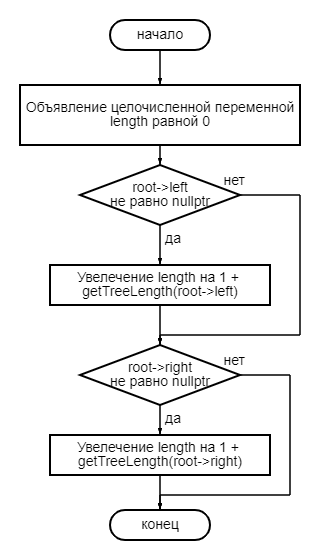 начало
Объявление целочисленной переменной
length равной 0
root->left
не равно nullptr
нет
да
Увелечение length на 1 +
getTreeLength(root->left)
root->right
не равно nullptr
нет
да
Увелечение length на 1 +
getTreeLength(root->right)
конец